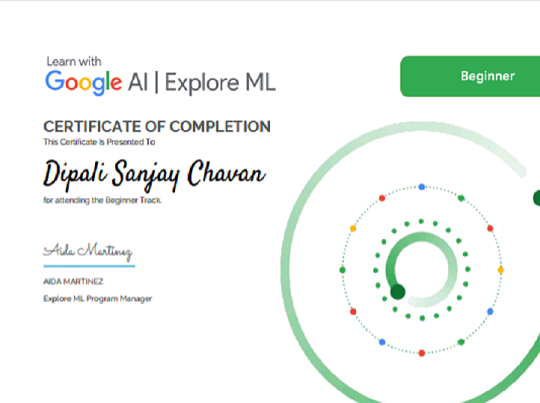 Learn with
Google AI | Explore ML
Beginner
CERTIFICATE OF COMPLETION
This Certificate Is Presented To
Dipali Sanjay Chavan
for attending the Beginner Track.
Aida Martinez
AIDA MARTINEZ
Explore ML Program Manager